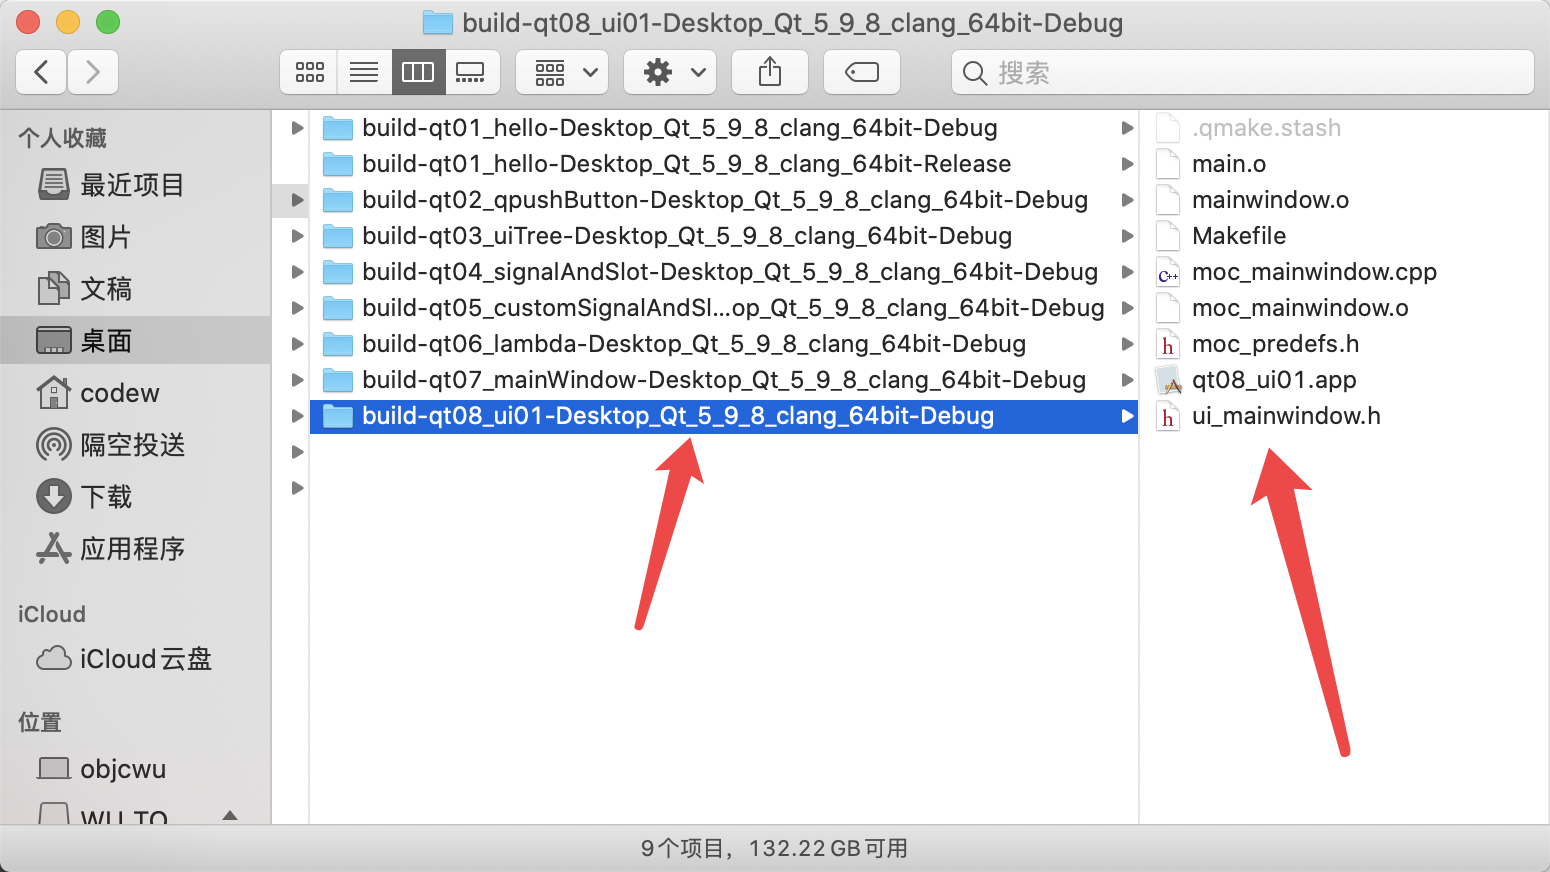 build-qt08_ui01-Desktop_Qt_5_9_8_clang_64bit-Debug
搜索
个人收藏
最近项目
图片
文稿
桌面
codew
隔空投送
下载
应用程序
iCloud
iCloud云盘
位置
objcwu
build-qt01_hello-Desktop_Qt_5_9_8_clang_64bit-Debug
build-qt01_hello-Desktop_Qt_5_9_8_clang_64bit-Release
build-qt02_qpushButton-Desktop_Qt_5_9_8_clang_64bit-Debug
build-qt03_uiTree-Desktop_Qt_5_9_8_clang_64bit-Debug
build-qt04_signalAndSlot-Desktop_Qt_5_9_8_clang_64bit-Debug
build-qt05_customSignalAndSl...op_Qt_5_9_8_clang_64bit-Debug
build-qt06_lambda-Desktop_Qt_5_9_8_clang_64bit-Debug
build-qt07_mainWindow-Desktop_Qt_5_9_8_clang_64bit-Debug
build-qt08_ui01-Desktop_Qt_5_9_8_clang_64bit-Debug
.qmake.stash
main.o
mainwindow.o
Makefile
moc_mainwindow.cpp
moc_mainwindow.o
moc_predefs.h
qt08_ui01.app
ui_mainwindow.h
9个项目，132.22 GB可用